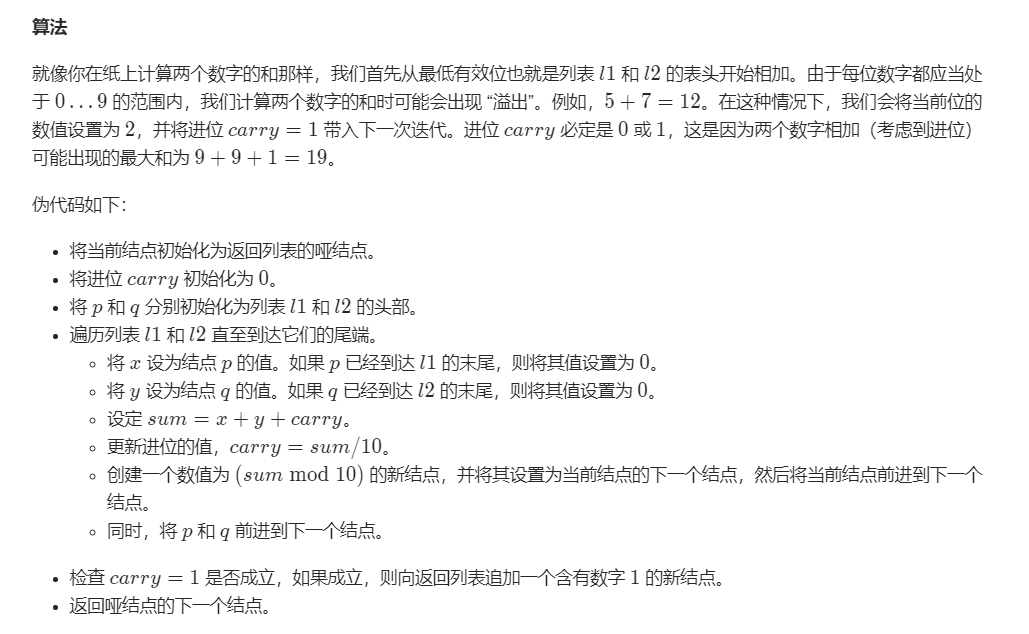 算法
就像你在纸上计算两个数字的和那样，我们首先从最低有效位也就是列表 l1 和 l2 的表头开始相加。由于每位数字都应当处
于 0…9 的范围内，我们计算两个数字的和时可能会出现 “溢出”。例如，5 + 7 = 12。在这种情况下，我们会将当前位的
数值设置为 2，并将进位 carry = 1 带入下一次迭代。进位 carry 必定是 0 或 1，这是因为两个数字相加（考虑到进位）
可能出现的最大和为 9 + 9 + 1 = 19。
伪代码如下：
• 将当前结点初始化为返回列表的哑结点。
• 将进位 carry 初始化为 0。
• 将 p 和 q 分别初始化为列表 l1 和 l2 的头部。
• 遍历列表 l1 和 l2 直至到达它们的尾端。
◦ 将 x 设为结点 p 的值。如果 p 已经到达 l1 的末尾，则将其值设置为 0。
◦ 将 y 设为结点 q 的值。如果 q 已经到达 l2 的末尾，则将其值设置为 0。
◦ 设定 sum = x + y + carry。
◦ 更新进位的值，carry = sum/10。
◦ 创建一个数值为 (sum mod 10) 的新结点，并将其设置为当前结点的下一个结点，然后将当前结点前进到下一个
结点。
◦ 同时，将 p 和 q 前进到下一个结点。
• 检查 carry = 1 是否成立，如果成立，则向返回列表追加一个含有数字 1 的新结点。
• 返回哑结点的下一个结点。